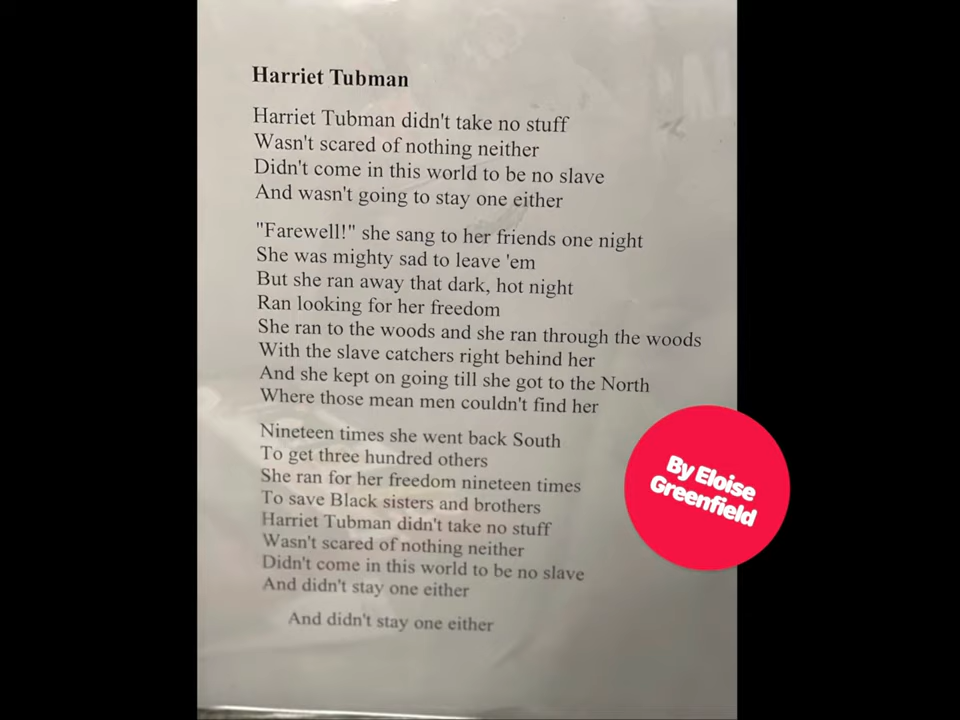 Harriet Tubman
Harriet Tubman didn't take no stuff
Wasn't scared of nothing neither
Didn't come in this world to be no slave
And wasn't going to stay one either
"Farewell!" she sang to her friends one night
She was mighty sad to leave 'em
But she ran away that dark, hot night
Ran looking for her freedom
She ran to the woods and she ran through the woods
With the slave catchers right behind her
And she kept on going till she got to the North
Where those mean men couldn't find her
Nineteen times she went back South
To get three hundred others
She ran for her freedom nineteen times
To save Black sisters and brothers
Harriet Tubman didn't take no stuff
Wasn't scared of nothing neither
Didn't come in this world to be no slave
And didn't stay one either
And didn't stay one either
By Eloise
Greenfield